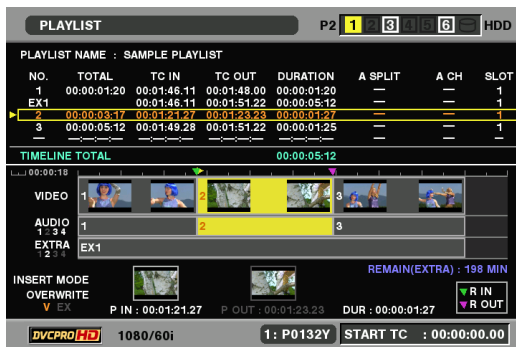 PLAYLIST P2 1 2 3 4 5 6 HDD
PLAYLIST NAME : SAMPLE PLAYLIST
NO. TOTAL TC IN TC OUT DURATION A SPLIT A CH SLOT
1 00:00:01:20 00:01:46.11 00:01:48.00 00:00:01:20 — — 1
EX1 00:01:46.11 00:01:51.22 00:00:05:12 — — 1
2 00:00:03:17 00:01:21.27 00:01:23.23 00:00:01:27 — — 1
3 00:00:05:12 00:01:49.28 00:01:51.22 00:00:01:25 — — 1
— —:—:—:— —:—:—.— —:—:—.— —:—:—:— — — —
TIMELINE TOTAL 00:00:05:12
00:00:18
VIDEO 1 2 3
AUDIO 1 2 3
1 2 3 4
EXTRA EX1
1 2 3 4
REMAIN(EXTRA) : 198 MIN
INSERT MODE
OVERWRITE
V EX
R IN
R OUT
P IN : 00:01:21.27 P OUT : 00:01:23.23 DUR : 00:00:01:27
DVCPRO HD 1080/60i 1: P0132Y START TC : 00:00:00.00